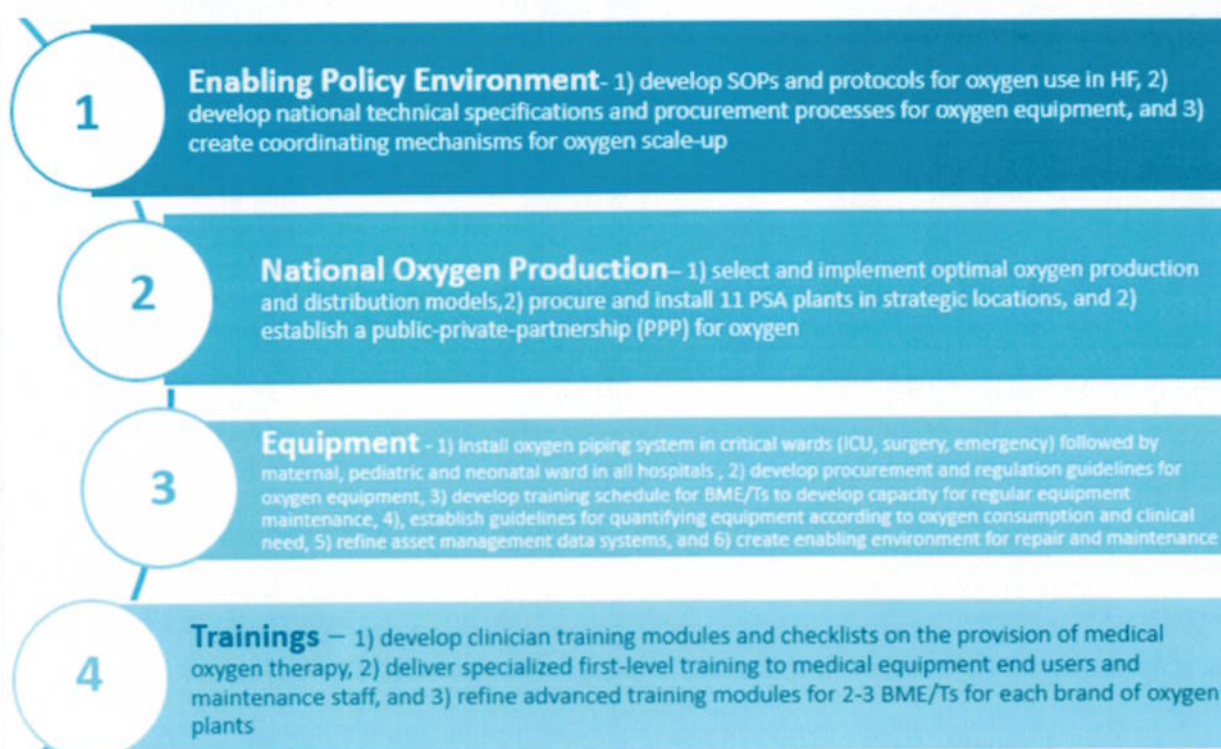 1
Enabling Policy Environment- 1) develop SOPs and protocols for oxygen use in HF, 2)
develop national technical specifications and procurement processes for oxygen equipment, and 3)
create coordinating mechanisms for oxygen scale-up
2
National Oxygen Production– 1) select and implement optimal oxygen production
and distribution models,2) procure and install 11 PSA plants in strategic locations, and 2)
establish a public-private-partnership (PPP) for oxygen
3
Equipment - 1) Install oxygen piping system in critical wards (ICU, surgery, emergency) followed by
maternal, pediatric and neonatal ward in all hospitals , 2) develop procurement and regulation guidelines for
oxygen equipment, 3) develop training schedule for BME/Ts to develop capacity for regular equipment
maintenance, 4), establish guidelines for quantifying equipment according to oxygen consumption and clinical
need, 5) refine asset management data systems, and 6) create enabling environment for repair and maintenance
4
Trainings – 1) develop clinician training modules and checklists on the provision of medical
oxygen therapy, 2) deliver specialized first-level training to medical equipment end users and
maintenance staff, and 3) refine advanced training modules for 2-3 BME/Ts for each brand of oxygen
plants